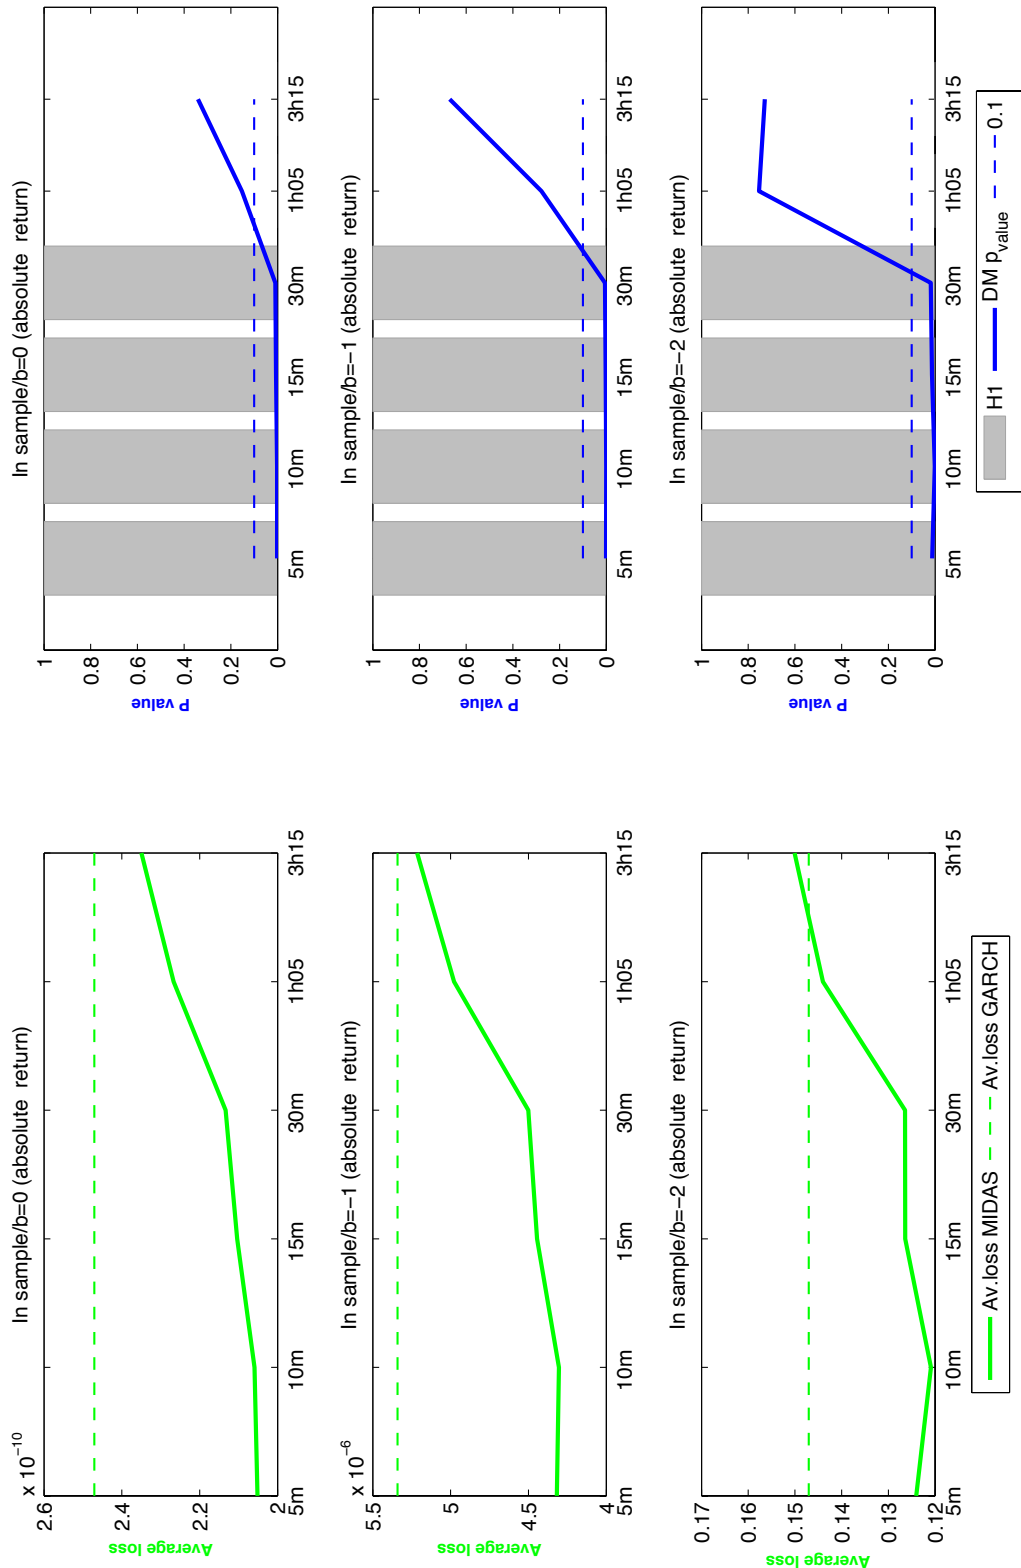 x 10−10
In sample/b=0 (absolute return)
Average loss
2.6
2.4
2.2
2
5m
10m
15m
30m
1h05
3h15
In sample/b=0 (absolute return)
P value
1
0.8
0.6
0.4
0.2
0
5m
10m
15m
30m
1h05
3h15
x 10−6
In sample/b=−1 (absolute return)
Average loss
5.5
5
4.5
4
5m
10m
15m
30m
1h05
3h15
In sample/b=−1 (absolute return)
P value
1
0.8
0.6
0.4
0.2
0
5m
10m
15m
30m
1h05
3h15
In sample/b=−2 (absolute return)
Average loss
0.17
0.16
0.15
0.14
0.13
0.12
5m
10m
15m
30m
1h05
3h15
Av.loss MIDAS
Av.loss GARCH
In sample/b=−2 (absolute return)
P value
1
0.8
0.6
0.4
0.2
0
5m
10m
15m
30m
1h05
3h15
H1
DM pvalue
0.1